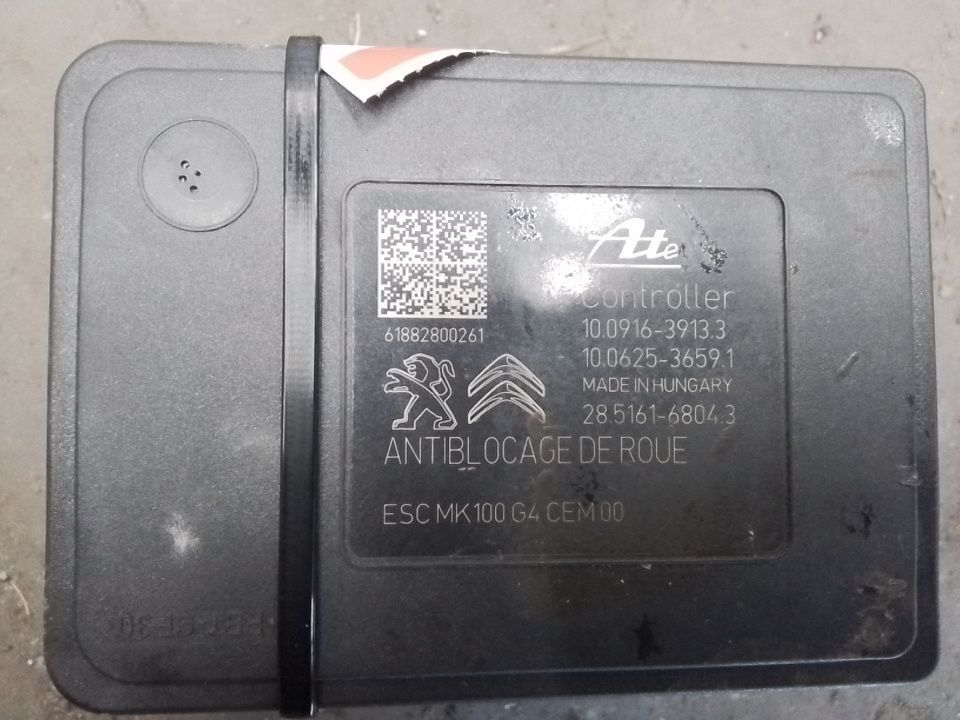 Ate
Controller
61882800261
10.0916-3913.3
10.0625-3659.1
MADE IN HUNGARY
28.5161-6804.3
ANTIBLOCAGE DE ROUE
ESC MK100 G4 CEM 00